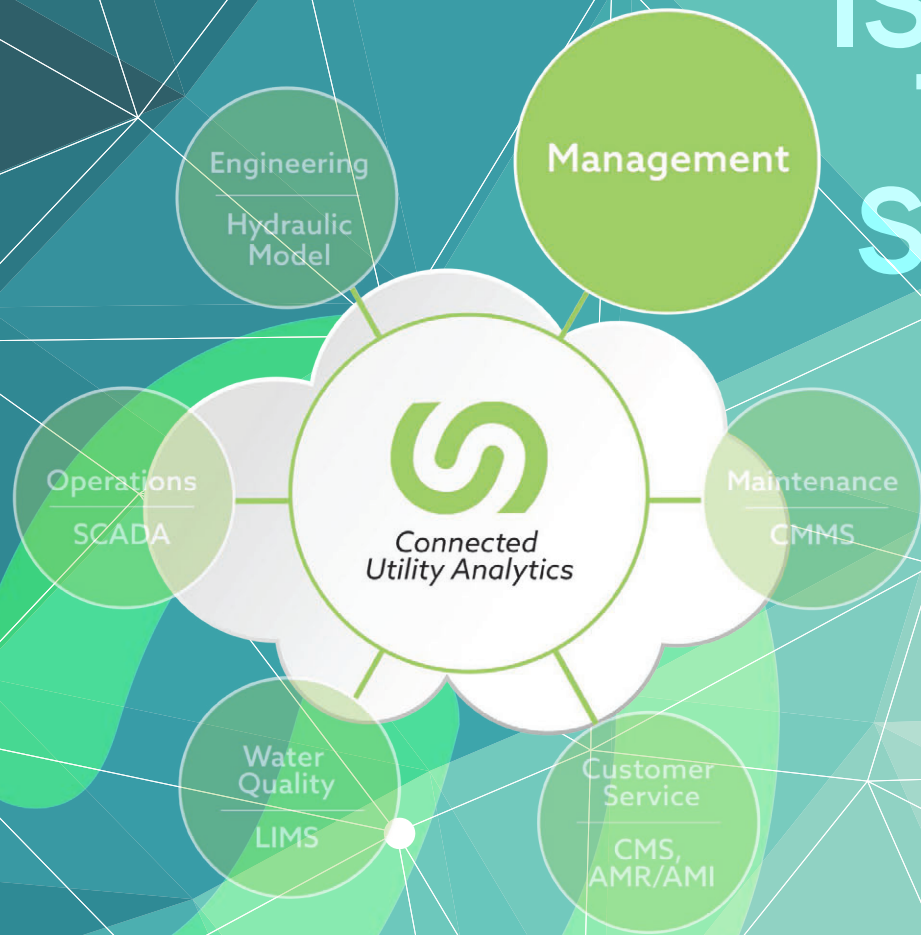 IS
S
Management
Engineering
Hydraulic
Model
Operations
SCADA
Connected
Utility Analytics
Maintenance
CMMS
Water
Quality
LIMS
Customer
Service
CMS,
AMR/AMI